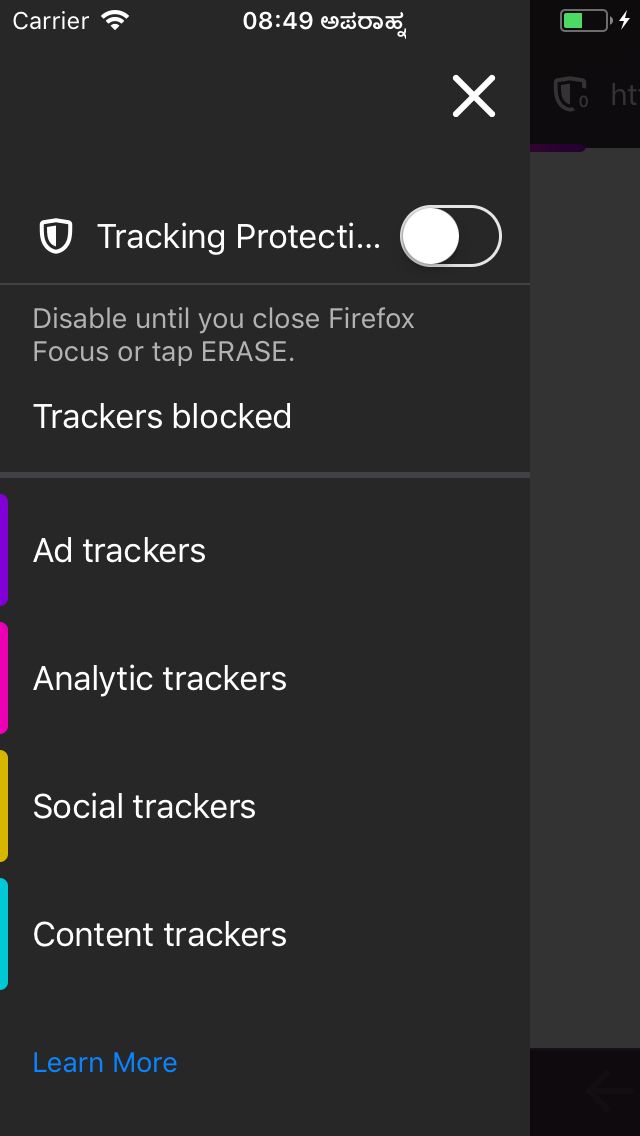 Carrier 08:49 ಅಪರಾಹ್ನ
0 htt
Tracking Protecti...
Disable until you close Firefox
Focus or tap ERASE.
Trackers blocked
Ad trackers
Analytic trackers
Social trackers
Content trackers
Learn More